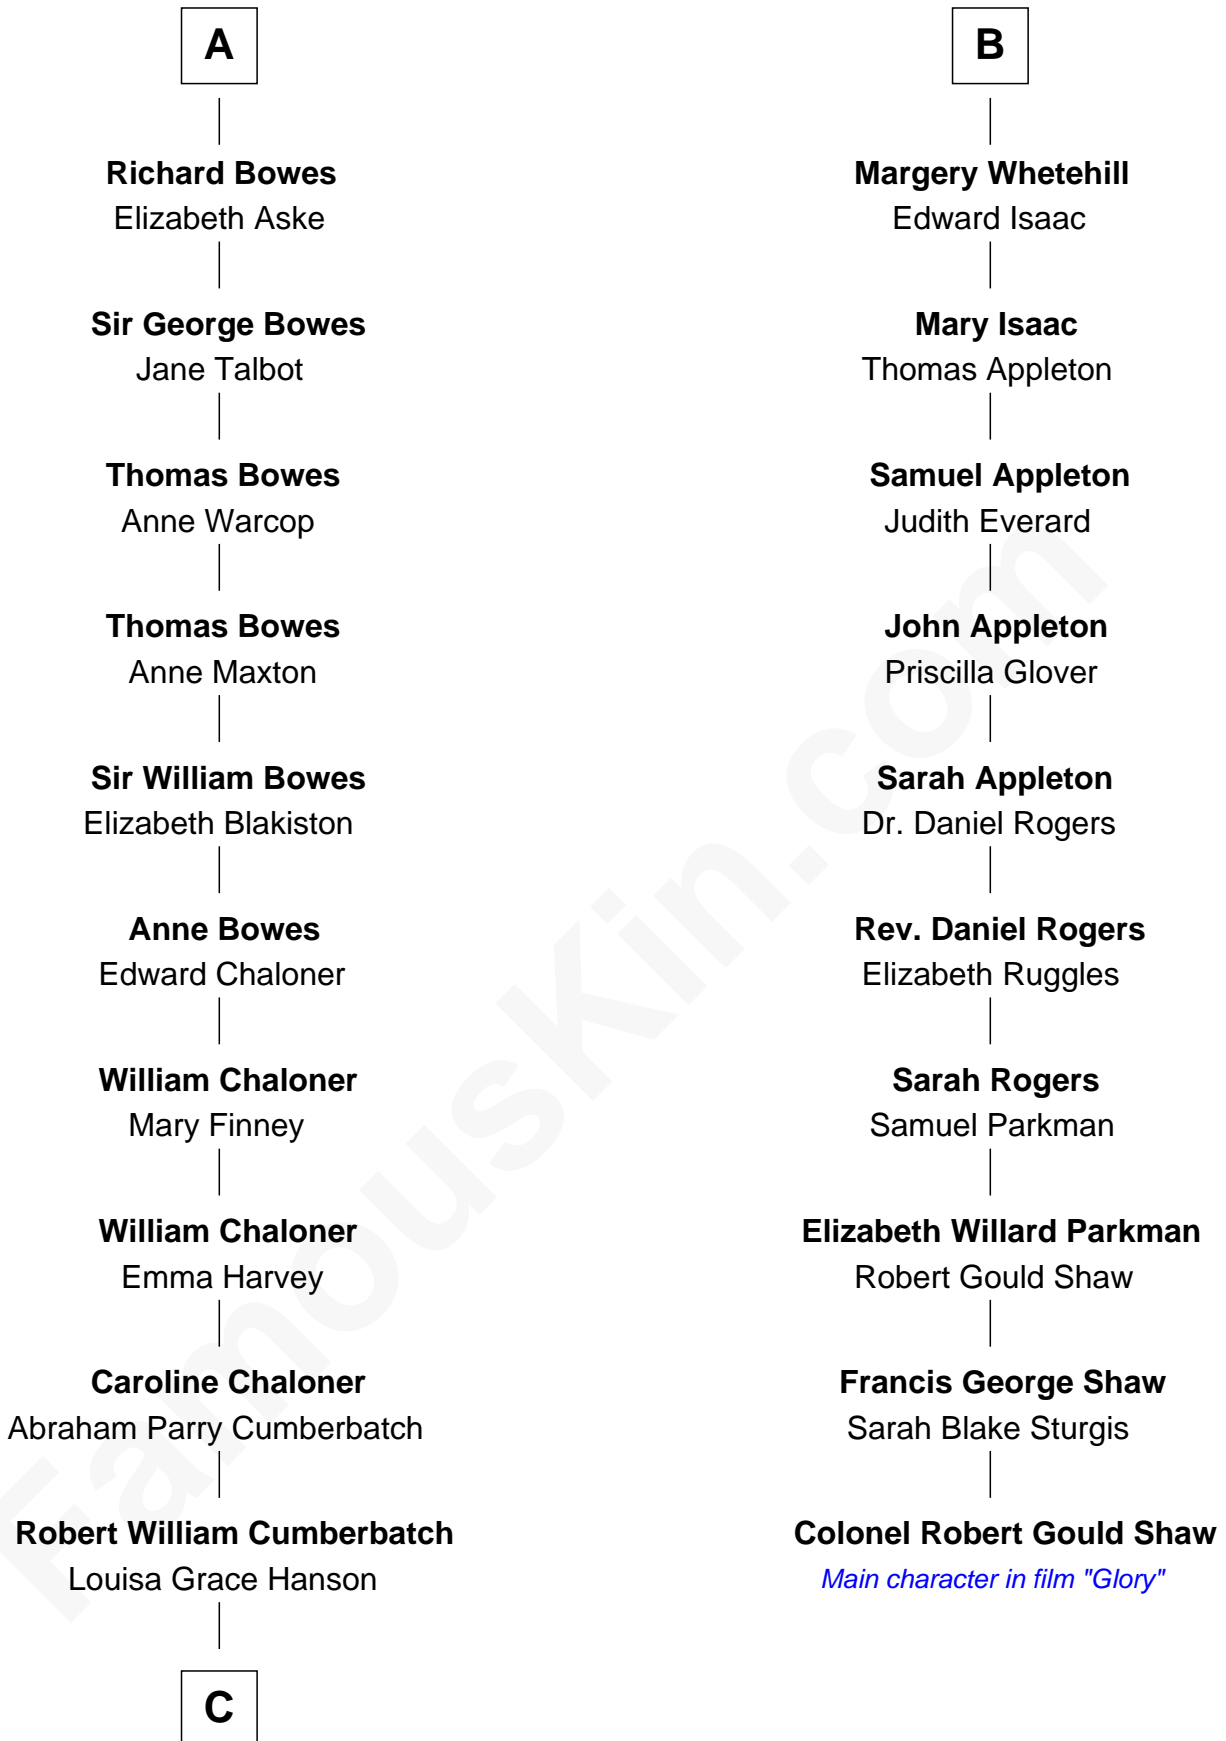 A
Richard Bowes
Elizabeth Aske
Sir George Bowes
Jane Talbot
Thomas Bowes
Anne Warcop
Thomas Bowes
Anne Maxton
Sir William Bowes
Elizabeth Blakiston
Anne Bowes
Edward Chaloner
William Chaloner
Mary Finney
William Chaloner
Emma Harvey
Caroline Chaloner
Abraham Parry Cumberbatch
Robert William Cumberbatch
Louisa Grace Hanson
C
B
Margery Whetehill
Edward Isaac
Mary Isaac
Thomas Appleton
Samuel Appleton
Judith Everard
John Appleton
Priscilla Glover
Sarah Appleton
Dr. Daniel Rogers
Rev. Daniel Rogers
Elizabeth Ruggles
Sarah Rogers
Samuel Parkman
Elizabeth Willard Parkman
Robert Gould Shaw
Francis George Shaw
Sarah Blake Sturgis
Colonel Robert Gould Shaw
Main character in film "Glory"
FamousKin.com